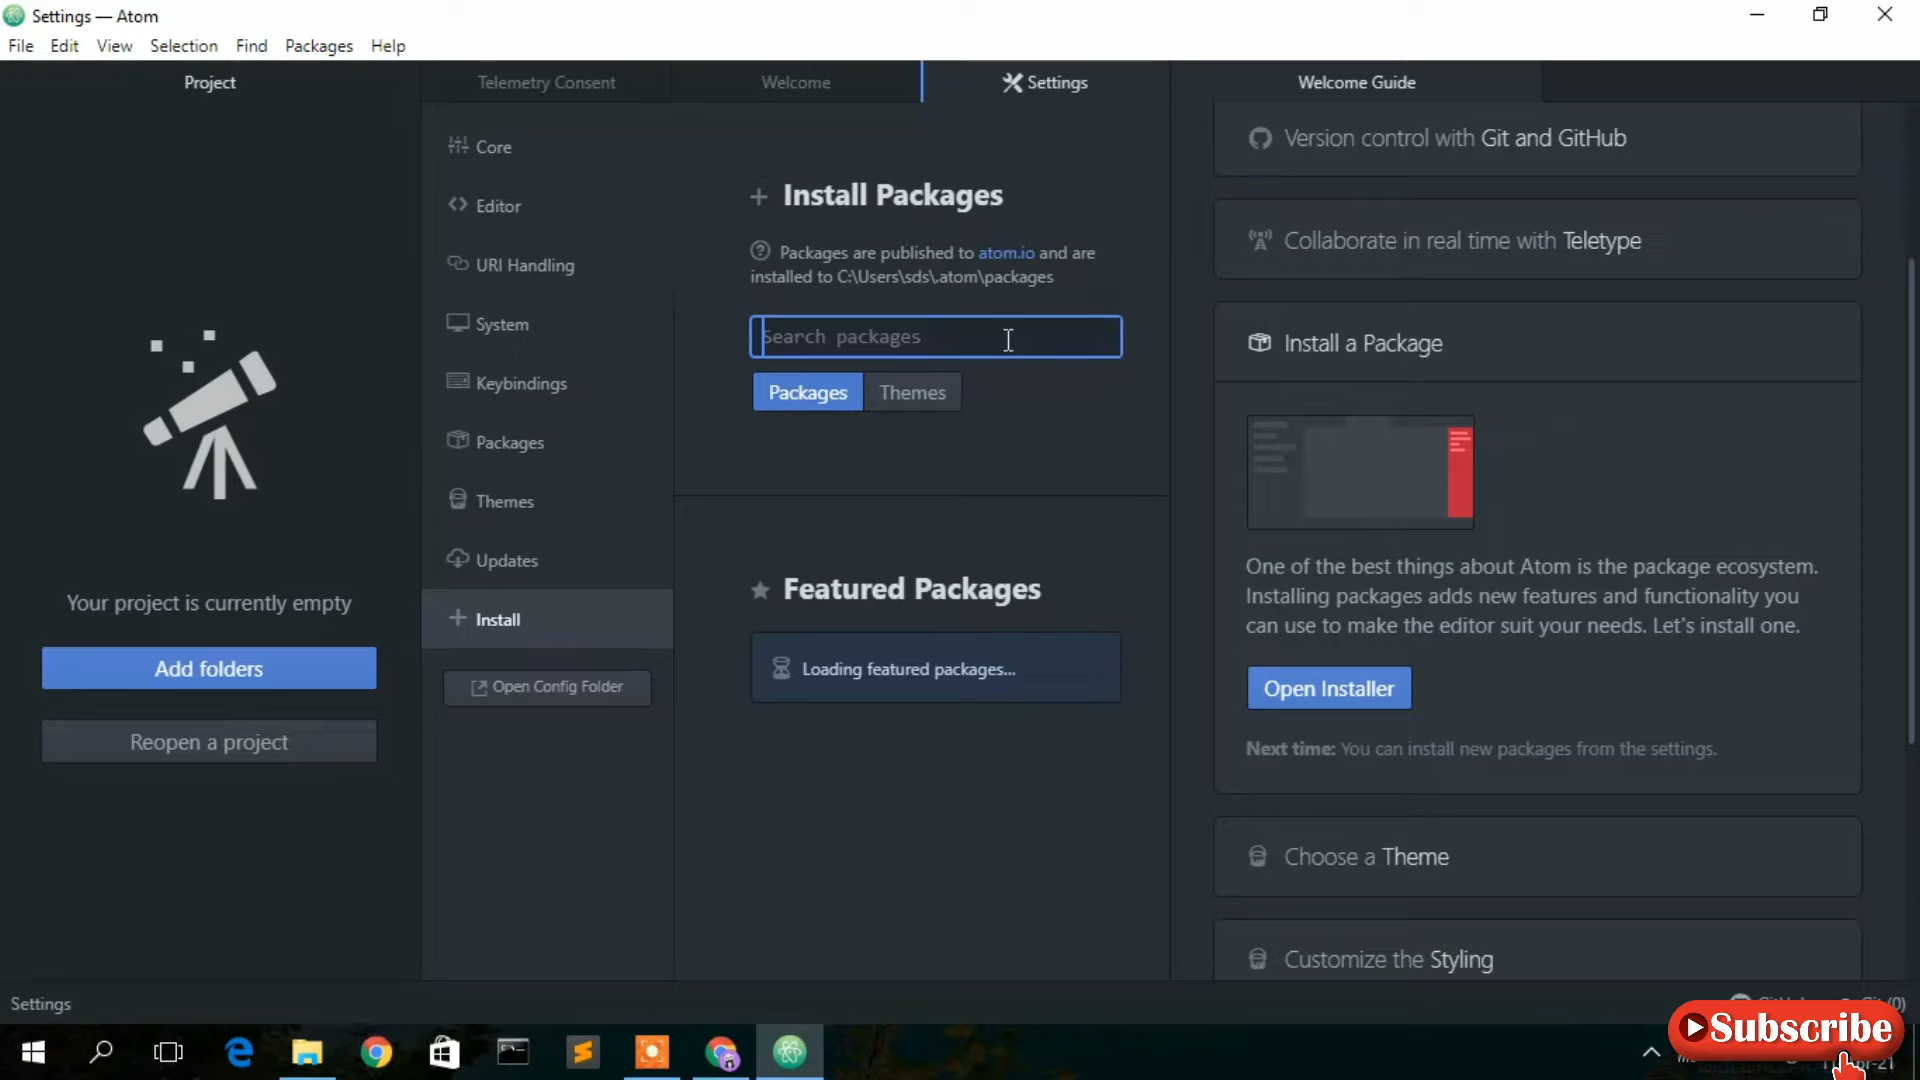 Settings — Atom
File Edit View Selection Find Packages Help
Project
Telemetry Consent
Welcome
Settings
Welcome Guide
Core
Editor
URI Handling
System
Keybindings
Packages
Themes
Updates
Install
Open Config Folder
Your project is currently empty
Add folders
Reopen a project
Install Packages
Packages are published to atom.io and are
installed to C:\Users\sds\.atom\packages
Search packages
Packages Themes
Featured Packages
Loading featured packages...
Version control with Git and GitHub
Collaborate in real time with Teletype
Install a Package
One of the best things about Atom is the package ecosystem.
Installing packages adds new features and functionality you
can use to make the editor suit your needs. Let's install one.
Open Installer
Next time: You can install new packages from the settings.
Choose a Theme
Customize the Styling
Settings
Subscribe